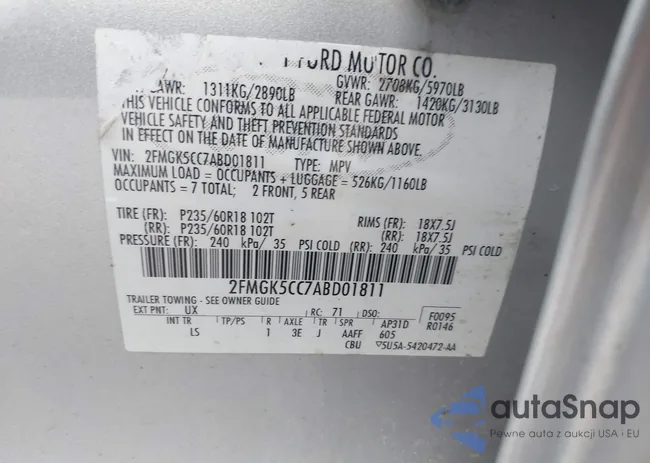 FORD MOTOR CO.
GVWR: 2708KG/5970LB
GAWR: 1311KG/2890LB REAR GAWR: 1420KG/3130LB
THIS VEHICLE CONFORMS TO ALL APPLICABLE FEDERAL MOTOR
VEHICLE SAFETY AND THEFT PREVENTION STANDARDS
IN EFFECT ON THE DATE OF MANUFACTURE SHOWN ABOVE.
VIN: 2FMGK5CC7ABD01811 TYPE: MPV
MAXIMUM LOAD = OCCUPANTS + LUGGAGE = 526KG/1160LB
OCCUPANTS = 7 TOTAL; 2 FRONT, 5 REAR
TIRE (FR): P235/60R18 102T RIMS (FR): 18X7.5J
(RR): P235/60R18 102T (RR): 18X7.5J
PRESSURE (FR): 240 kPa/ 35 PSI COLD (RR): 240 kPa/ 35 PSI COLD
2FMGK5CC7ABD01811
TRAILER TOWING - SEE OWNER GUIDE
EXT PNT: UX RC: 71 DSO: F0095
INT TR TP/PS R AXLE TR SPR AP31D R0146
LS 1 3E J AAFF 605
CBU 5U5A-5420472-AA
autaSnap
Pewne auta z aukcji USA i EU